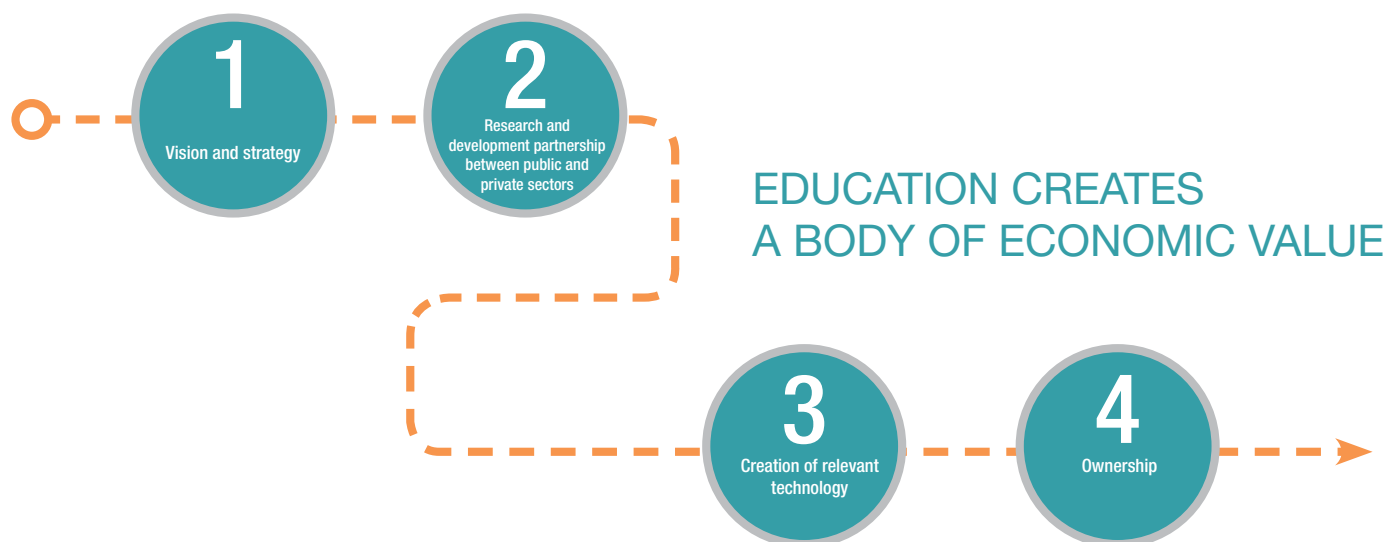 1
Vision and strategy
2
Research and
development partnership
between public and
private sectors
EDUCATION CREATES
A BODY OF ECONOMIC VALUE
3
Creation of relevant
technology
4
Ownership